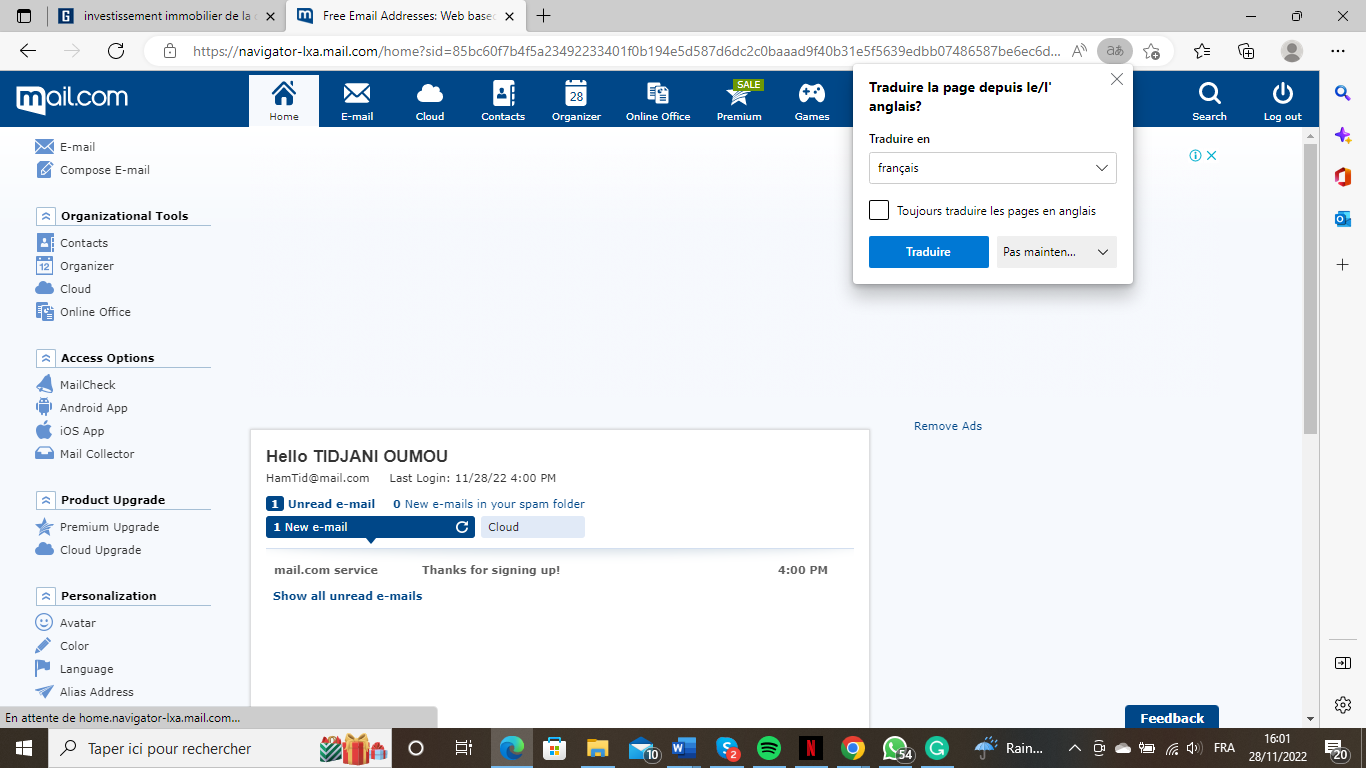 investissement immobilier de la
Free Email Addresses: Web based
https://navigator-lxa.mail.com/home?sid=85bc60f7b4f5a23492233401f0b194e5d587d6dc2c0baaad9f40b31e5f5639edbb07486587be6ec6d...
mail.com
Home
E-mail
Cloud
Contacts
28
Organizer
Online Office
SALE
Premium
Games
Search
Log out
Traduire la page depuis le/l'
anglais?
Traduire en
français
Toujours traduire les pages en anglais
Traduire
Pas mainten...
E-mail
Compose E-mail
Organizational Tools
Contacts
12
Organizer
Cloud
Online Office
Access Options
MailCheck
Android App
iOS App
Mail Collector
Product Upgrade
Premium Upgrade
Cloud Upgrade
Personalization
Avatar
Color
Language
Alias Address
Remove Ads
Hello TIDJANI OUMOU
HamTid@mail.com Last Login: 11/28/22 4:00 PM
1 Unread e-mail 0 New e-mails in your spam folder
1 New e-mail Cloud
mail.com service Thanks for signing up! 4:00 PM
Show all unread e-mails
Feedback
En attente de home.navigator-lxa.mail.com...
Taper ici pour rechercher
10
2
54
Rain...
FRA
16:01
28/11/2022
20